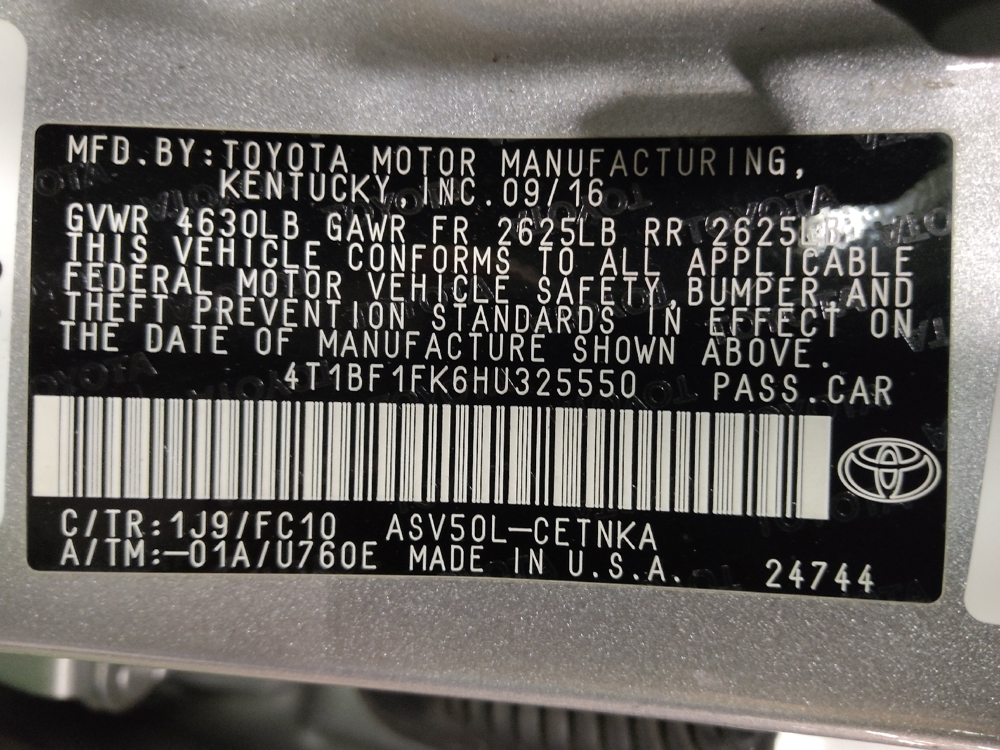 MFD.BY:TOYOTA MOTOR MANUFACTURING,
KENTUCKY,INC.09/16
GVWR 4630LB GAWR FR 2625LB RR 2625LB
THIS VEHICLE CONFORMS TO ALL APPLICABLE
FEDERAL MOTOR VEHICLE SAFETY,BUMPER,AND
THEFT PREVENTION STANDARDS IN EFFECT ON
THE DATE OF MANUFACTURE SHOWN ABOVE.
4T1BF1FK6HU325550 PASS.CAR
C/TR:1J9/FC10 ASV50L-CETNKA
A/TM:-01A/U760E MADE IN U.S.A.
24744